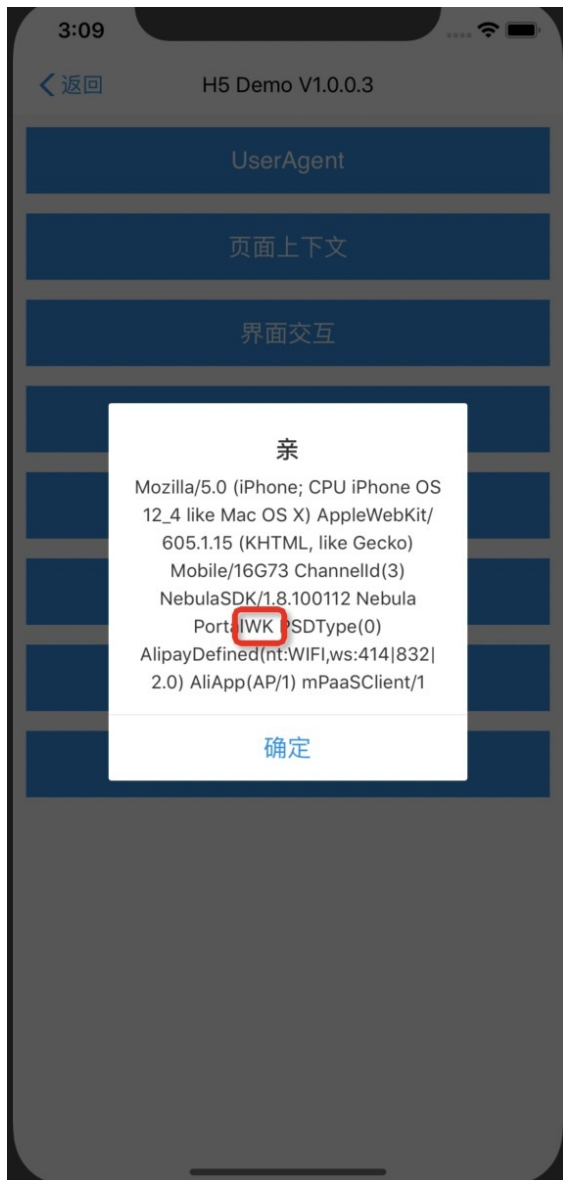 3:09
返回
H5 Demo V1.0.0.3
UserAgent
页面上下文
界面交互
亲
Mozilla/5.0 (iPhone; CPU iPhone OS
12_4 like Mac OS X) AppleWebKit/
605.1.15 (KHTML, like Gecko)
Mobile/16G73 ChannelId(3)
NebulaSDK/1.8.100112 Nebula
PortalWK PSDType(0)
AlipayDefined(nt:WIFI,ws:414|832|
2.0) AliApp(AP/1) mPaaSClient/1
确定